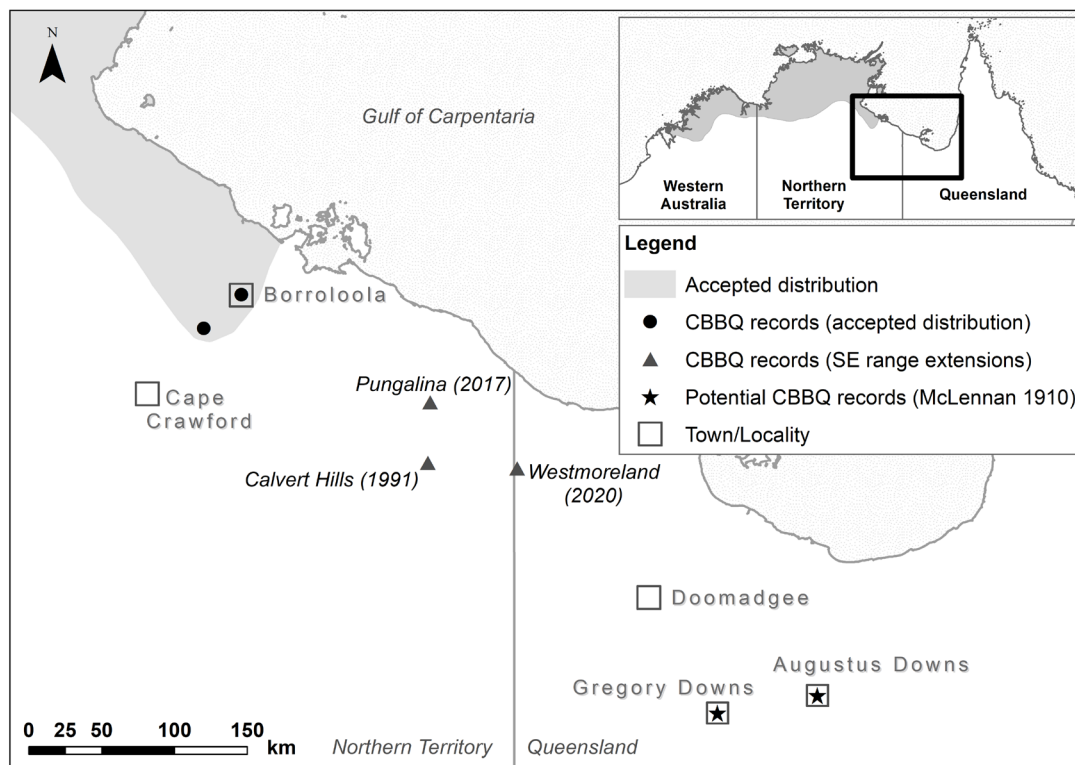 N
Gulf of Carpentaria
Western
Australia
Northern
Territory
Queensland
Legend
Accepted distribution
CBBQ records (accepted distribution)
CBBQ records (SE range extensions)
Potential CBBQ records (McLennan 1910)
Town/Locality
Borroloola
Cape
Crawford
Pungalina (2017)
Calvert Hills (1991)
Westmoreland
(2020)
Doomadgee
Augustus Downs
Gregory Downs
0 25 50 100 150
km
Northern Territory
Queensland